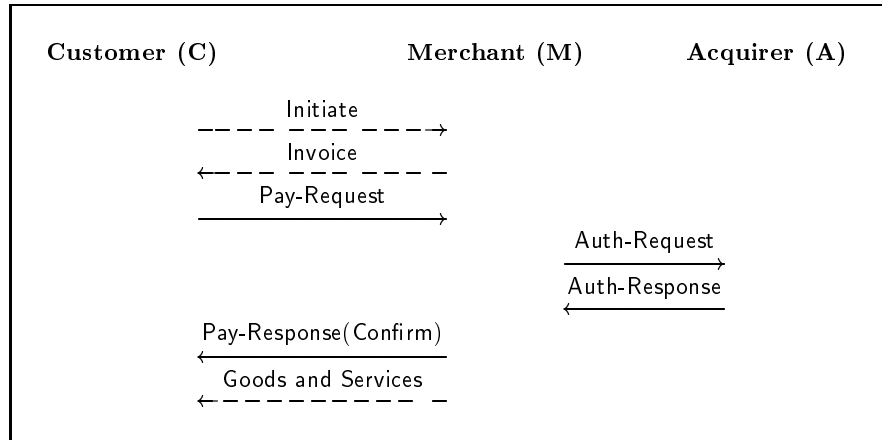 Customer (C) Merchant (M) Acquirer (A)
Initiate
Invoice
Pay-Request
Auth-Request
Auth-Response
Pay-Response(Confirm)
Goods and Services